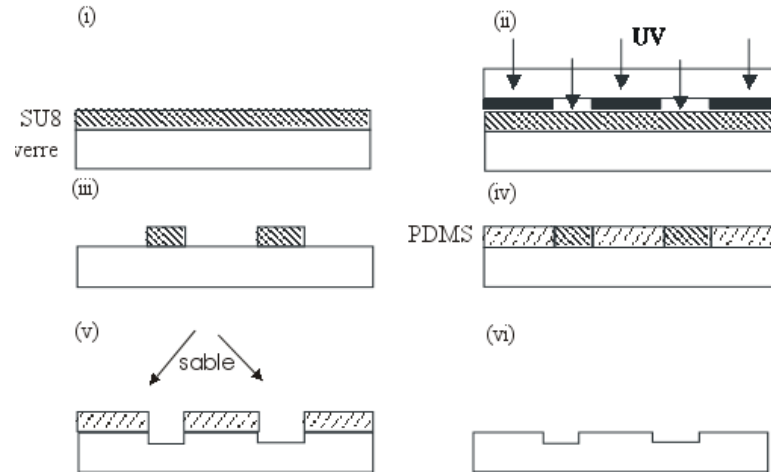 (i)
SU8
verre
(ii)
UV
(iii)
(iv)
PDMS
(v)
sable
(vi)